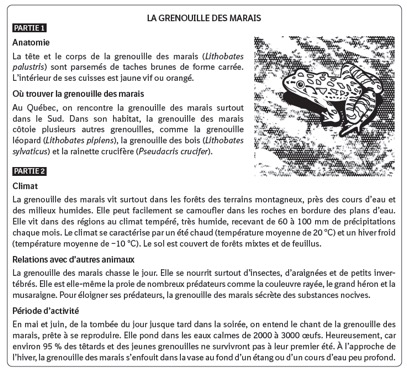 LA GRENOUILLE DES MARAIS
PARTIE 1
Anatomie
La tête et le corps de la grenouille des marais (Lithobates
palustris) sont parsemés de taches brunes de forme carrée.
L'intérieur de ses cuisses est jaune vif ou orangé.
Où trouver la grenouille des marais
Au Québec, on rencontre la grenouille des marais surtout
dans le Sud. Dans son habitat, la grenouille des marais
côtoie plusieurs autres grenouilles, comme la grenouille
léopard (Lithobates pipiens), la grenouille des bois (Lithobates
sylvaticus) et la rainette crucifère (Pseudacris crucifer).
PARTIE 2
Climat
La grenouille des marais vit surtout dans les forêts des terrains montagneux, près des cours d'eau et
des milieux humides. Elle peut facilement se camoufler dans les roches en bordure des plans d'eau.
Elle vit dans des régions au climat tempéré, très humide, recevant de 60 à 100 mm de précipitations
chaque mois. Le climat se caractérise par un été chaud (température moyenne de 20 °C) et un hiver froid
(température moyenne de −10 °C). Le sol est couvert de forêts mixtes et de feuillus.
Relations avec d'autres animaux
La grenouille des marais chasse le jour. Elle se nourrit surtout d'insectes, d'araignées et de petits inver-
tébrés. Elle est elle-même la proie de nombreux prédateurs comme la couleuvre rayée, le grand héron et la
musaraigne. Pour éloigner ses prédateurs, la grenouille des marais sécrète des substances nocives.
Période d'activité
En mai et juin, de la tombée du jour jusque tard dans la soirée, on entend le chant de la grenouille des
marais, prête à se reproduire. Elle pond dans les eaux calmes de 2000 à 3000 œufs. Heureusement, car
environ 95 % des têtards et des jeunes grenouilles ne survivront pas à leur premier été. À l'approche de
l'hiver, la grenouille des marais s'enfouit dans la vase au fond d'un étang ou d'un cours d'eau peu profond.